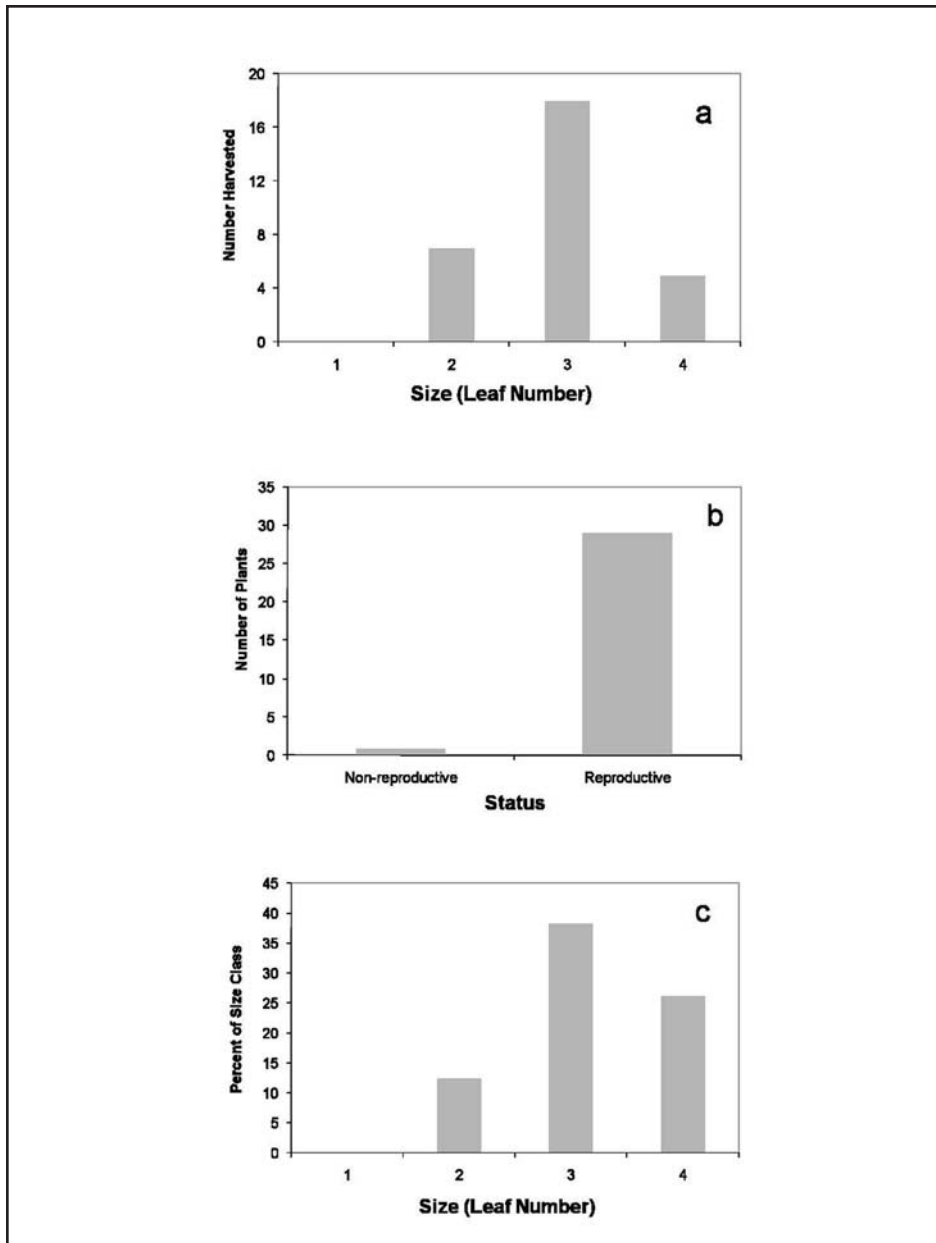 20
16
12
8
4
0
Number Harvested
a
1 2 3 4
Size (Leaf Number)
35
30
25
20
15
10
5
0
Number of Plants
b
Non-reproductive Reproductive
Status
45
40
35
30
25
20
15
10
5
0
Percent of Size Class
c
1 2 3 4
Size (Leaf Number)